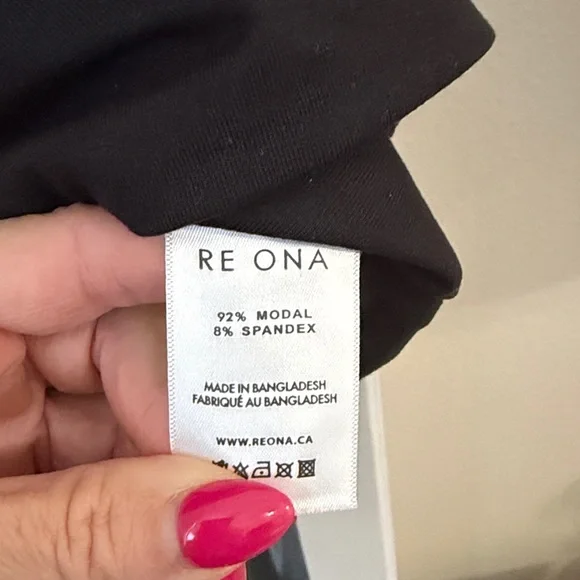 RE ONA
92% MODAL
8% SPANDEX
MADE IN BANGLADESH
FABRIQUÉ AU BANGLADESH
WWW.REONA.CA